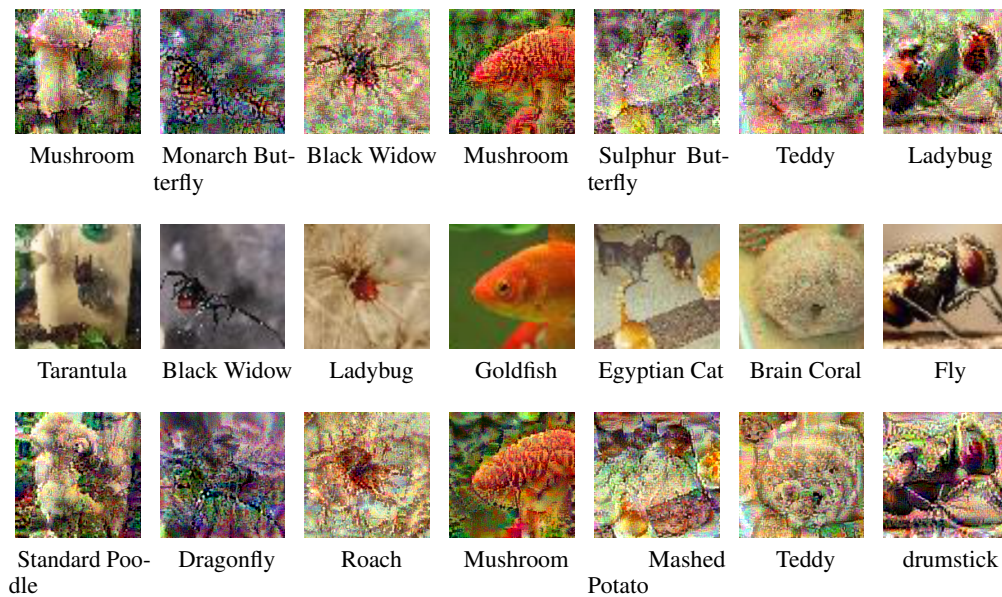 Mushroom Monarch But- Black Widow Mushroom Sulphur But- Teddy Ladybug
terfly terfly
Tarantula Black Widow Ladybug Goldfish Egyptian Cat Brain Coral Fly
Standard Poo- Dragonfly Roach Mushroom Mashed Teddy drumstick
dle Potato